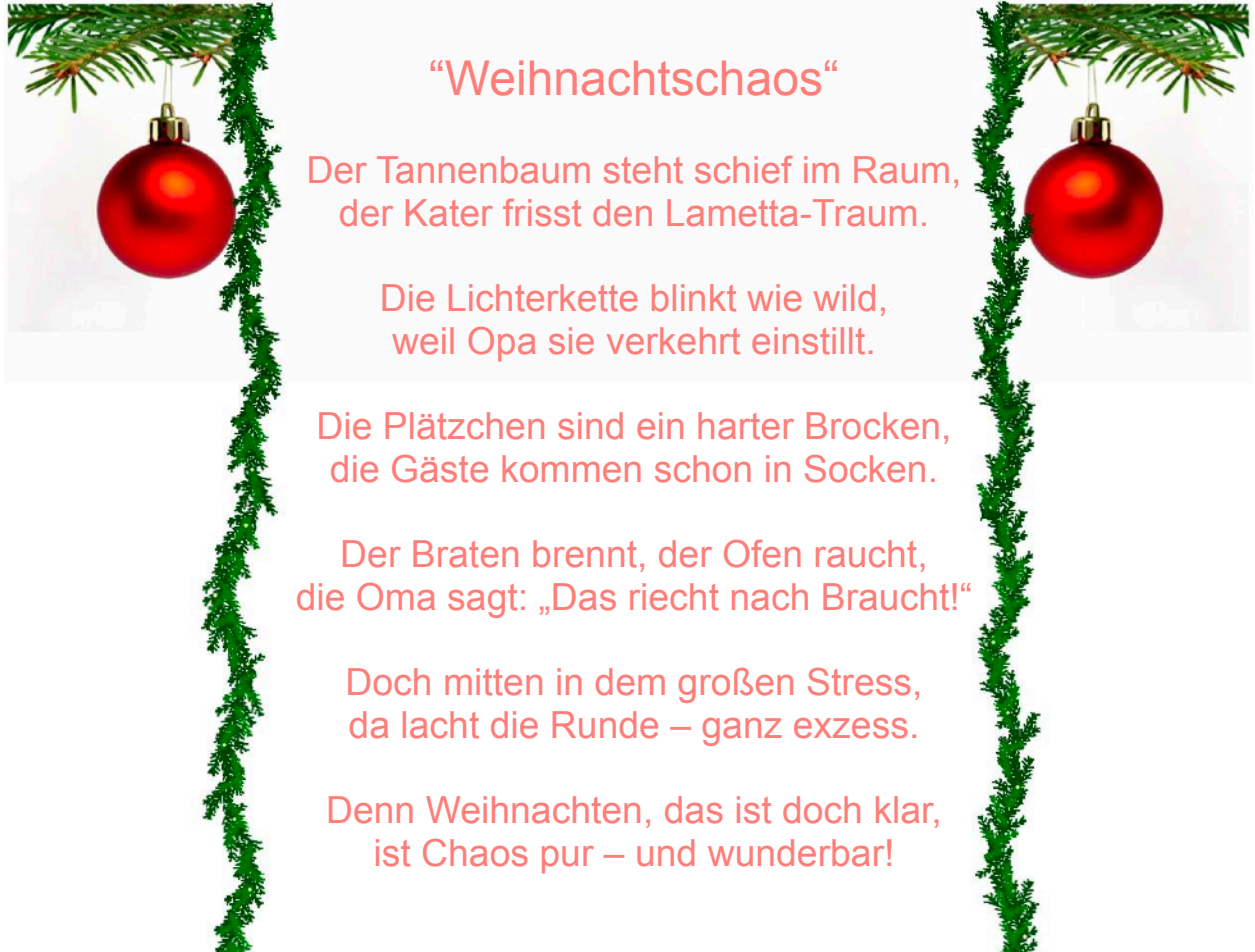 “Weihnachtschaos“
Der Tannenbaum steht schief im Raum,
der Kater frisst den Lametta-Traum.
Die Lichterkette blinkt wie wild,
weil Opa sie verkehrt einstillt.
Die Plätzchen sind ein harter Brocken,
die Gäste kommen schon in Socken.
Der Braten brennt, der Ofen raucht,
die Oma sagt: „Das riecht nach Braucht!“
Doch mitten in dem großen Stress,
da lacht die Runde – ganz exzess.
Denn Weihnachten, das ist doch klar,
ist Chaos pur – und wunderbar!